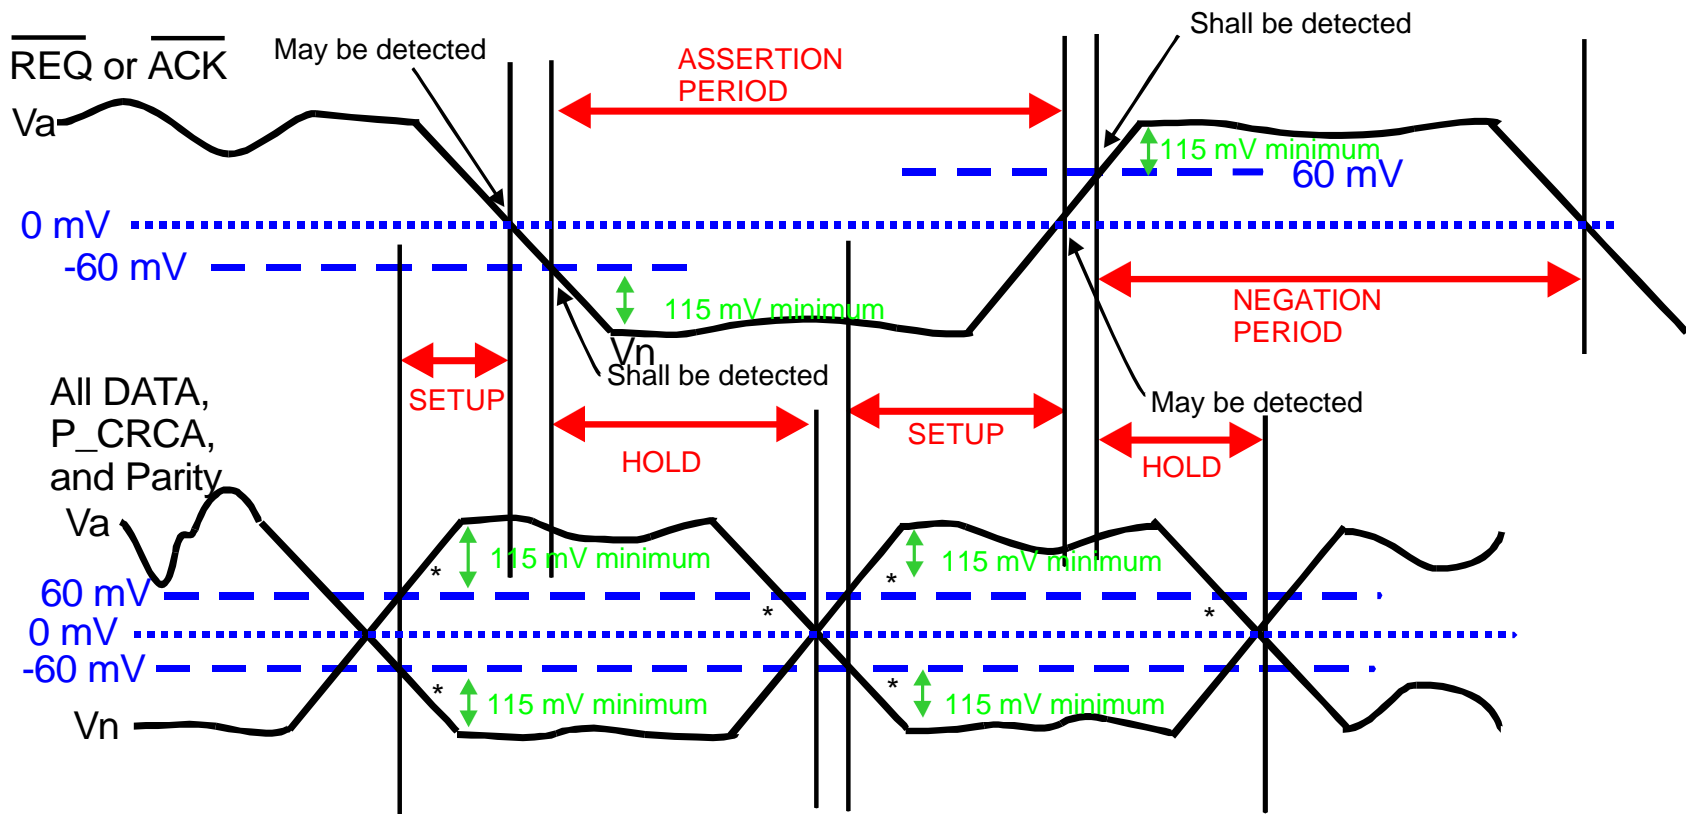 REQ or ACK
May be detected
ASSERTION
PERIOD
Shall be detected
Va
115 mV minimum
60 mV
0 mV
-60 mV
115 mV minimum
NEGATION
PERIOD
Vn
Shall be detected
SETUP
May be detected
All DATA,
P_CRCA,
and Parity
HOLD
SETUP
HOLD
Va
115 mV minimum
115 mV minimum
*
*
60 mV
*
*
0 mV
-60 mV
*
*
115 mV minimum
115 mV minimum
Vn